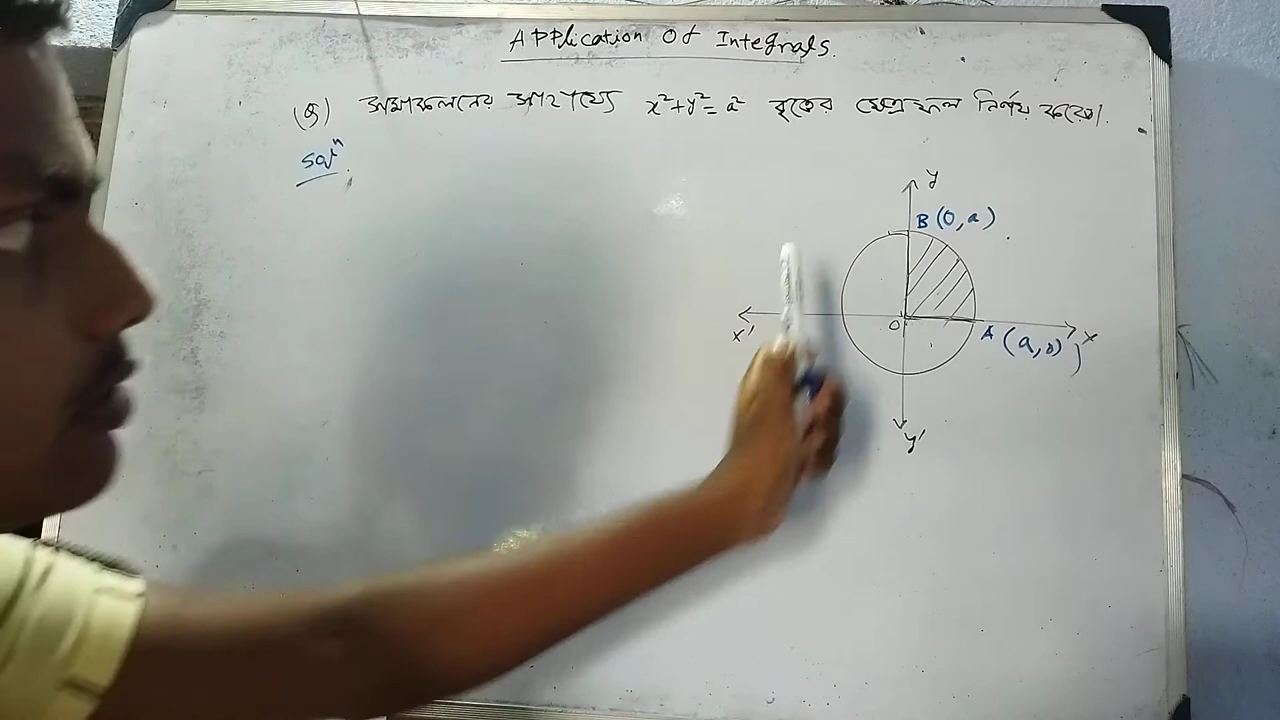 Application Of Integrals.
(Q) সমাকলনের সাহায্যে x²+y²=a² বৃত্তের ক্ষেত্রফল নির্ণয় করো।
Solⁿ.
y
B (0, a)
x'
O
A (a, 0)
x
y'